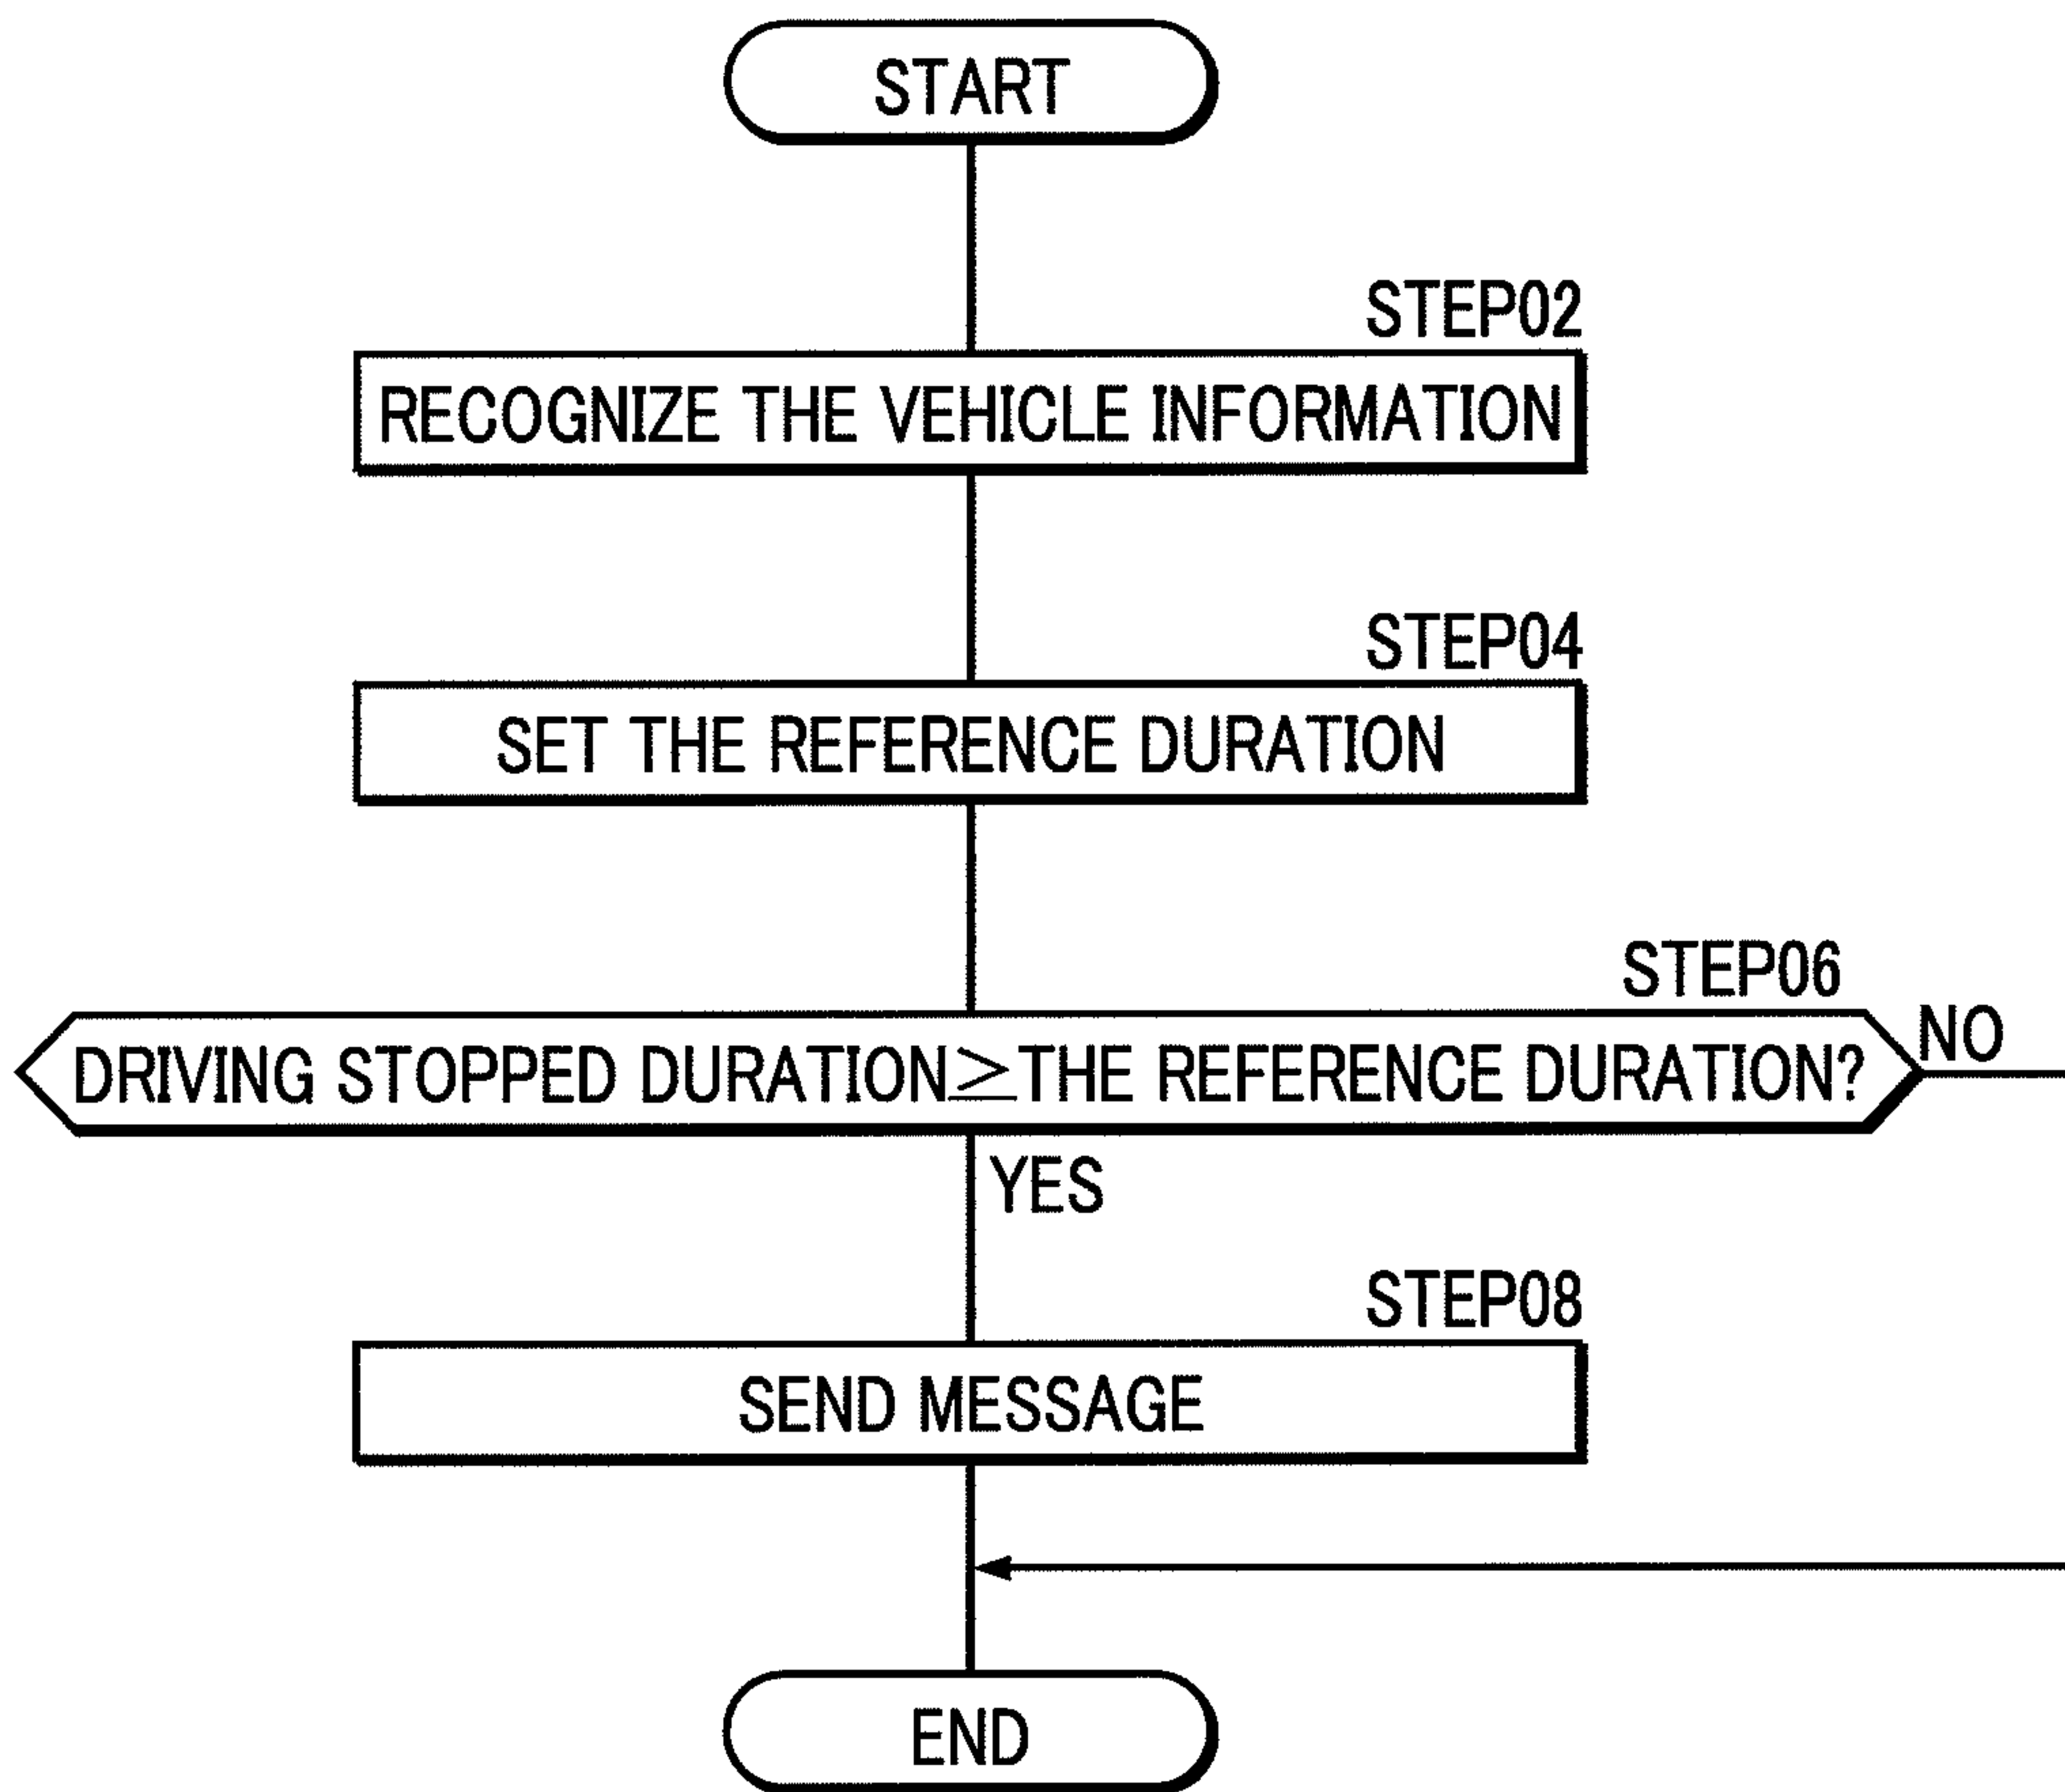 START
STEP02
RECOGNIZE THE VEHICLE INFORMATION
STEP04
SET THE REFERENCE DURATION
STEP06
DRIVING STOPPED DURATION≧THE REFERENCE DURATION?
NO
YES
STEP08
SEND MESSAGE
END